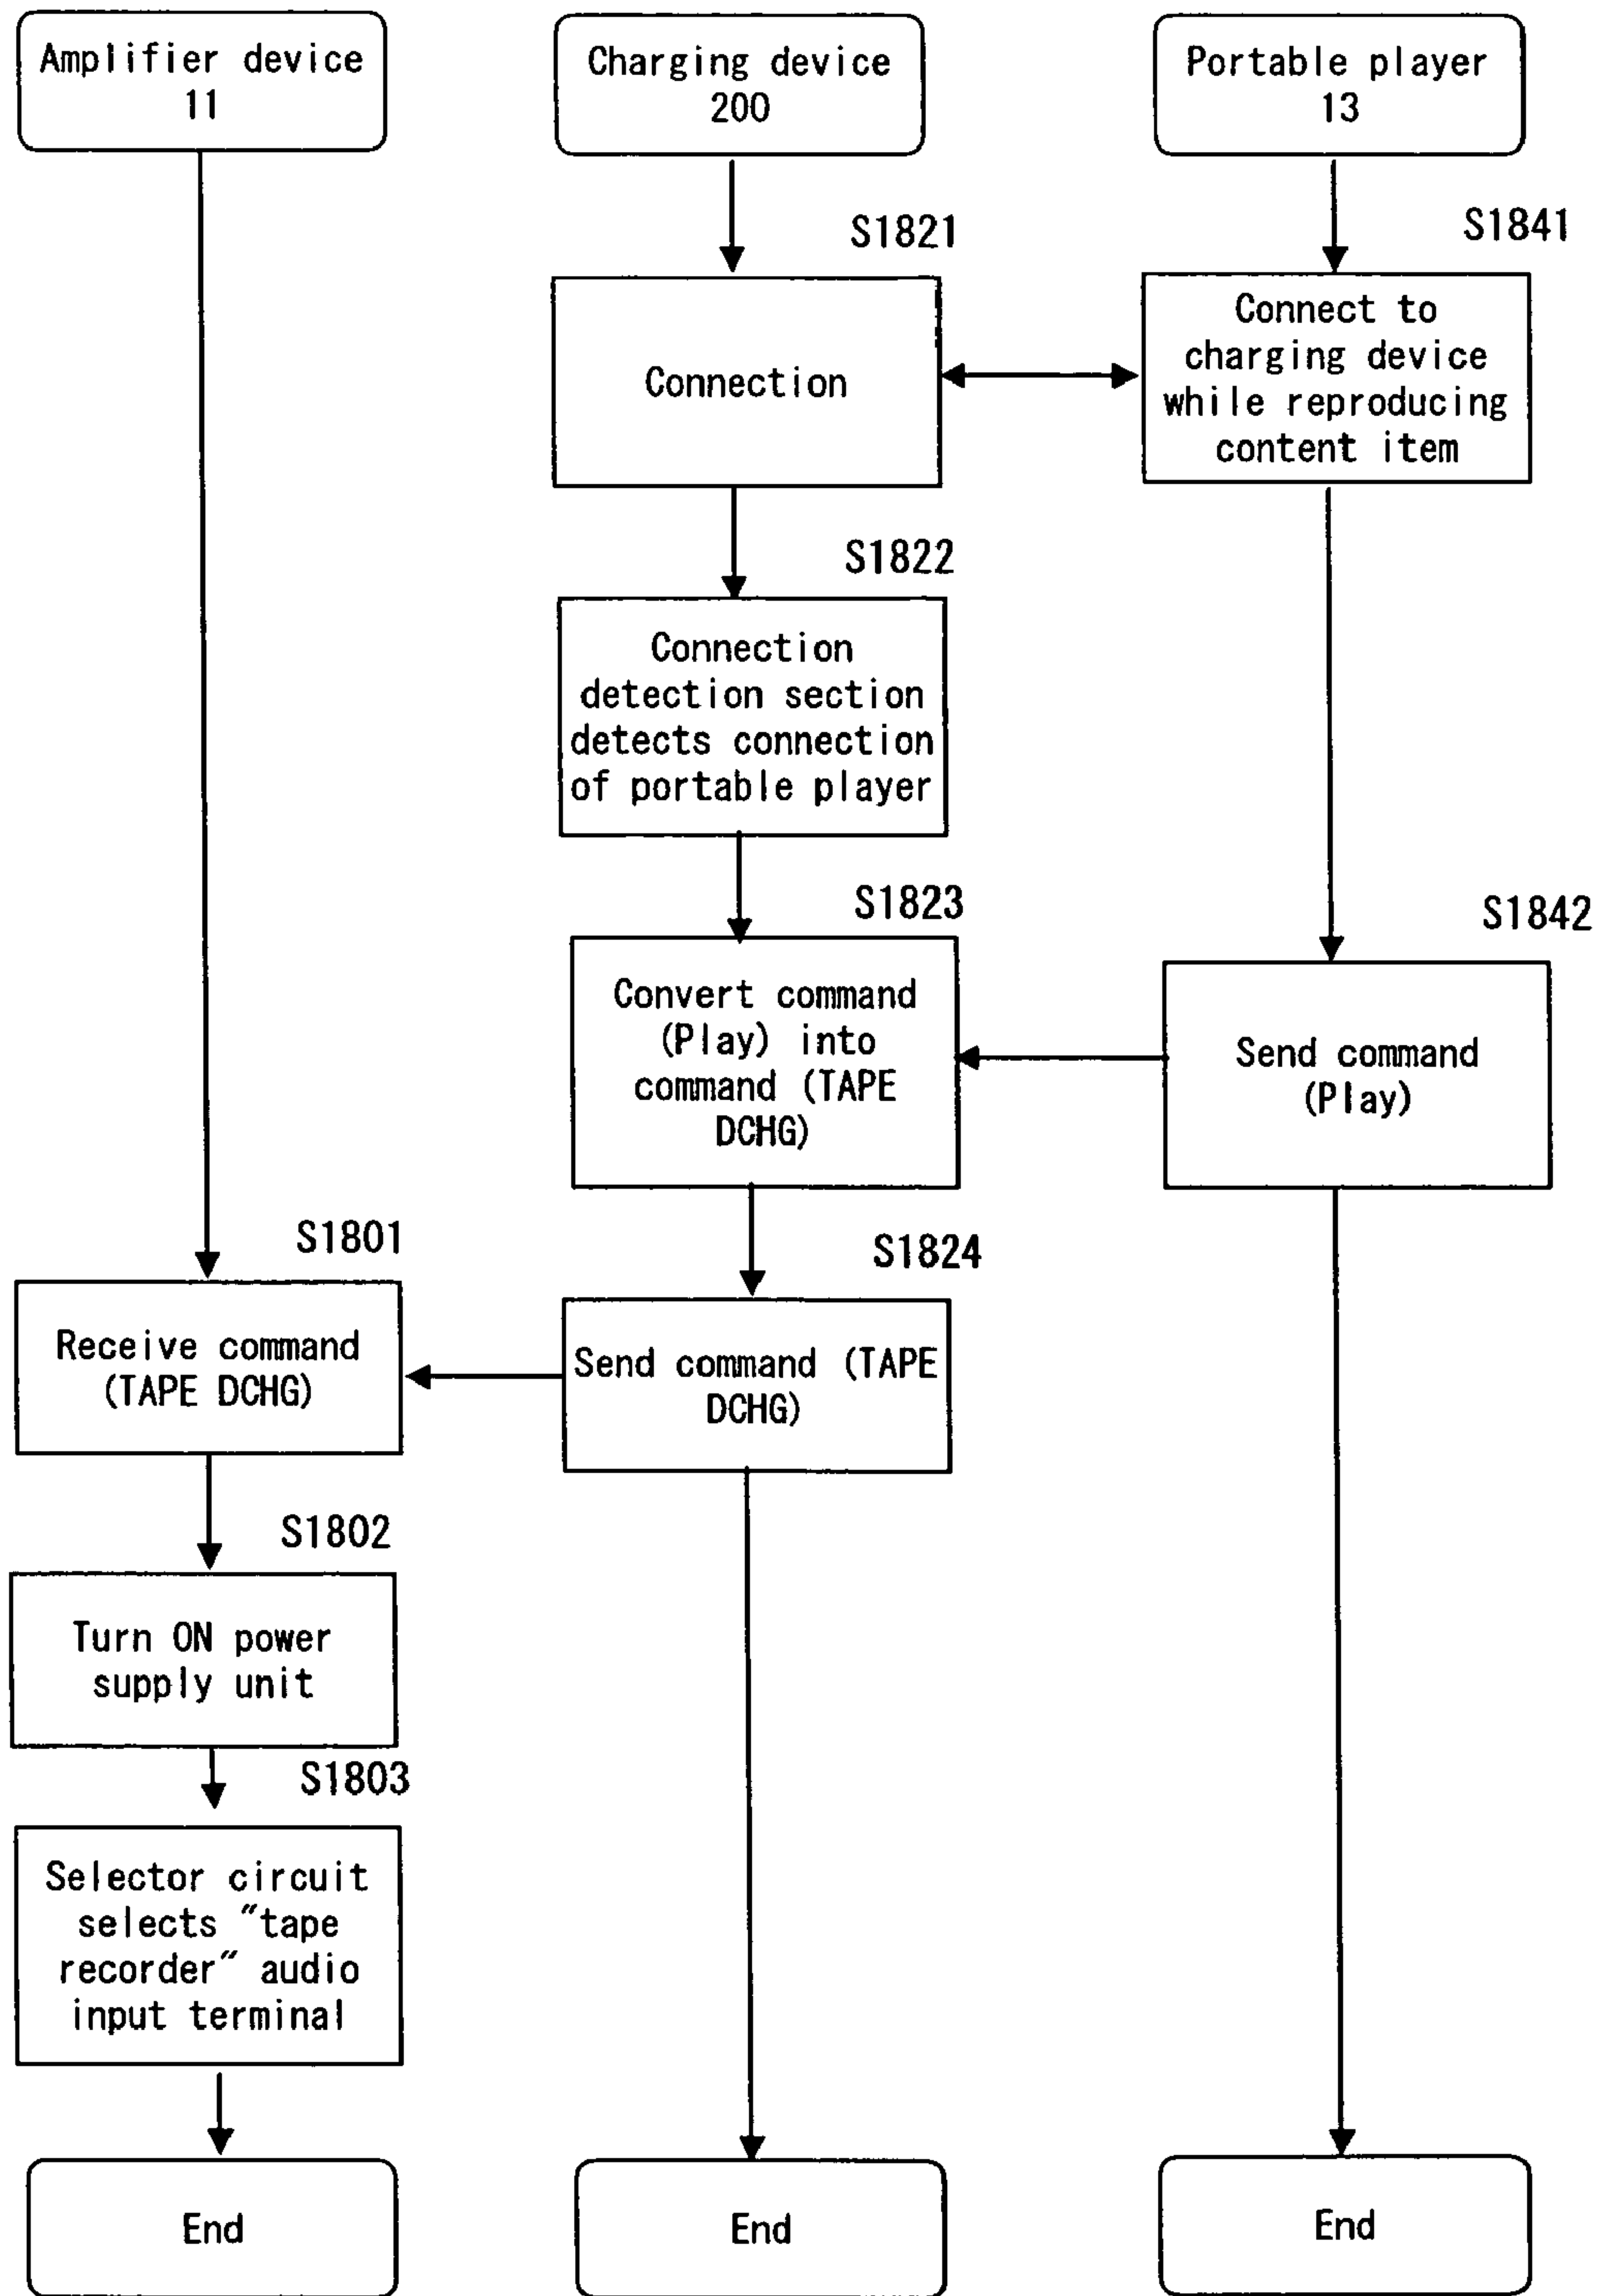 Amplifier device
11
Charging device
200
Portable player
13
S1821
S1841
Connection
Connect to
charging device
while reproducing
content item
S1822
Connection
detection section
detects connection
of portable player
S1823
S1842
Convert command
(Play) into
command (TAPE
DCHG)
Send command
(Play)
S1801
S1824
Receive command
(TAPE DCHG)
Send command (TAPE
DCHG)
S1802
Turn ON power
supply unit
S1803
Selector circuit
selects "tape
recorder" audio
input terminal
End
End
End